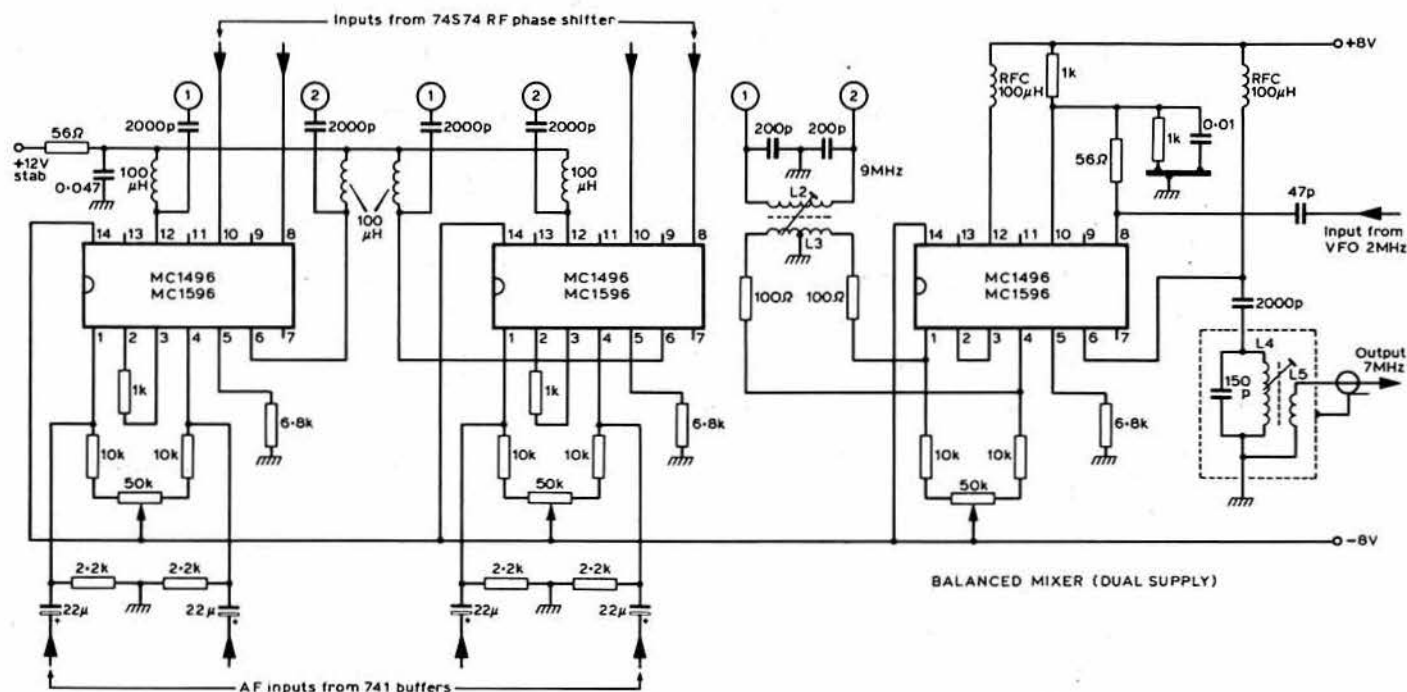 Inputs from 74S74 RF phase shifter
+8V
RFC
100µH
1k
RFC
100µH
1
2
1
2
1
2
2000p
2000p
2000p
2000p
200p
200p
1k
0·01
56Ω
+12V
stab
0·047
100
µH
100
µH
100
µH
56Ω
9MHz
L2
L3
47p
Input from
VFO 2MHz
14 13 12 11 10 9 8
14 13 12 11 10 9 8
14 13 12 11 10 9 8
MC1496
MC1596
MC1496
MC1596
100Ω
100Ω
MC1496
MC1596
2000p
1 2 3 4 5 6 7
1 2 3 4 5 6 7
1 2 3 4 5 6 7
1k
6·8k
1k
6·8k
6·8k
L4
L5
150
p
Output
7MHz
10k
10k
10k
10k
10k
10k
50k
50k
50k
-8V
2·2k
2·2k
2·2k
2·2k
BALANCED MIXER (DUAL SUPPLY)
22µ
+
22µ
+
22µ
+
22µ
+
AF inputs from 741 buffers